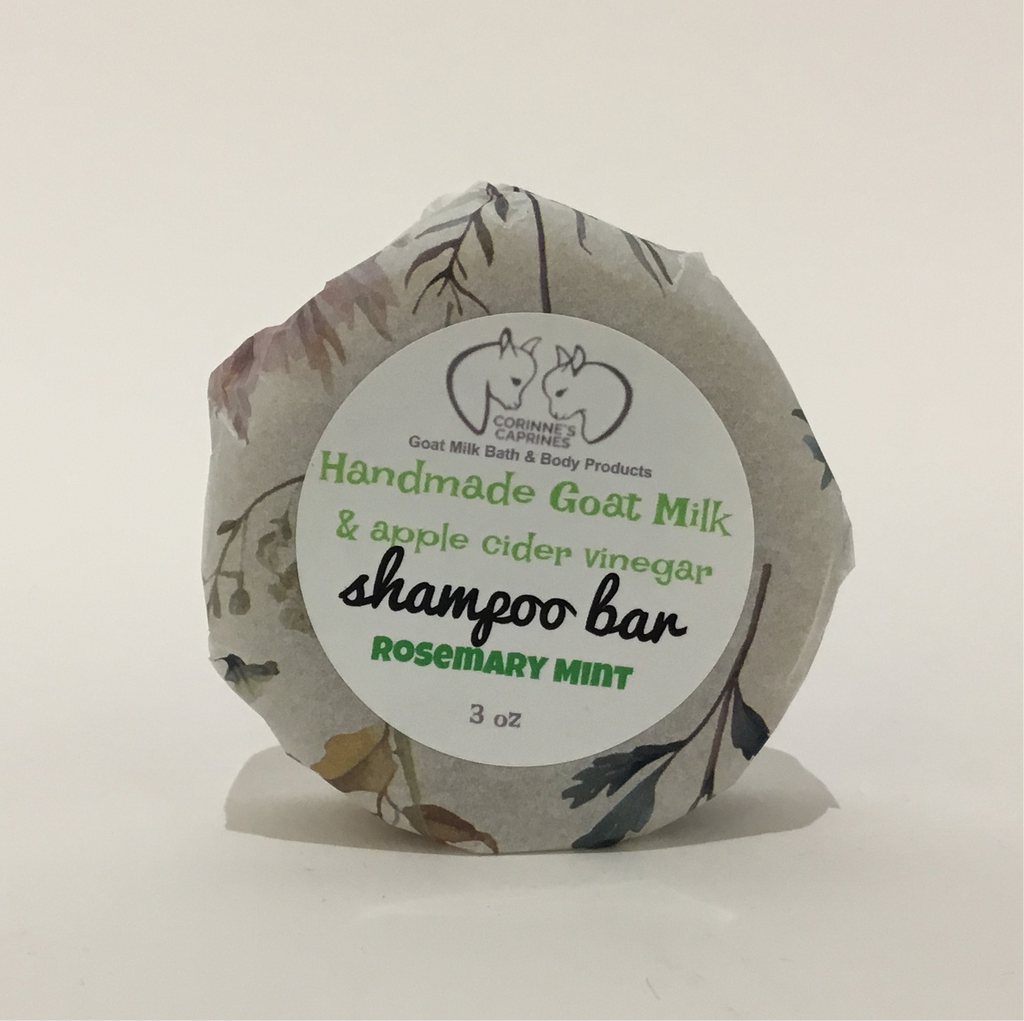 CORINNE'S
CAPRINES
Goat Milk Bath & Body Products
Handmade Goat Milk
& apple cider vinegar
shampoo bar
Rosemary Mint
3 oz